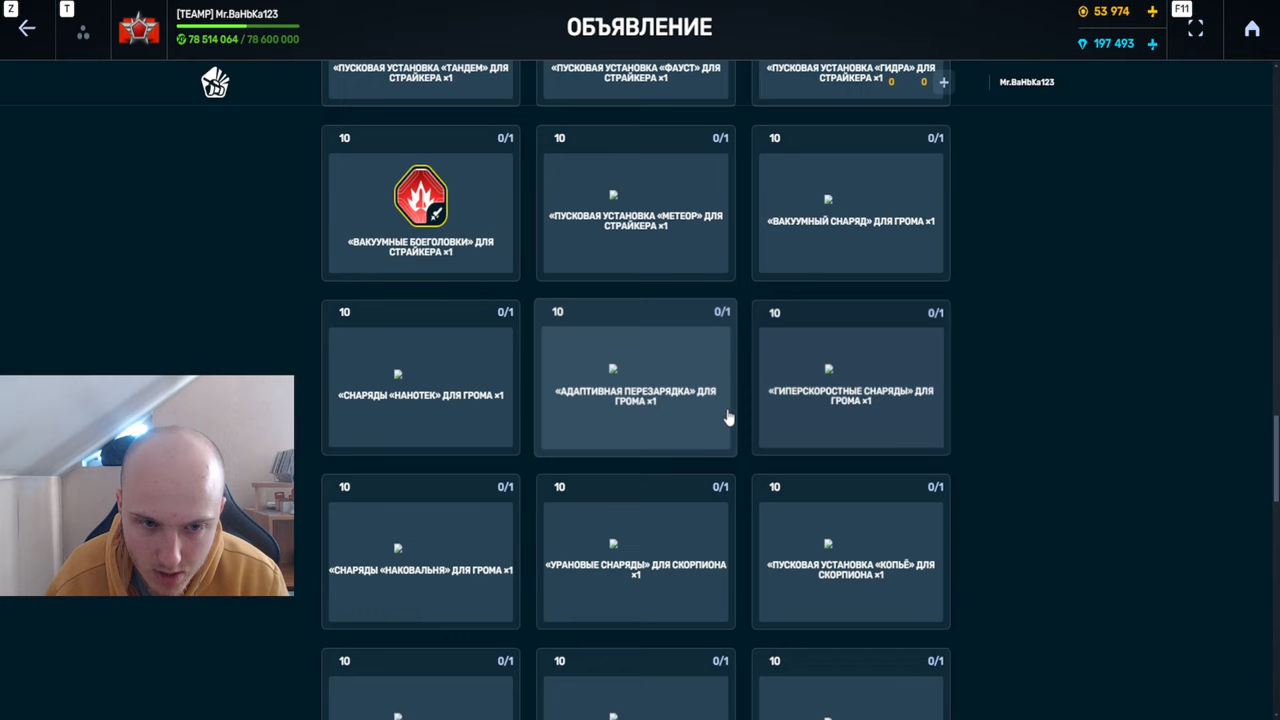 Z
T
[TEAMP] Mr.BaHbKa123
78 514 064 / 78 600 000
ОБЪЯВЛЕНИЕ
53 974
197 493
F11
«ПУСКОВАЯ УСТАНОВКА «ТАНДЕМ» ДЛЯ
СТРАЙКЕРА ×1
«ПУСКОВАЯ УСТАНОВКА «ФАУСТ» ДЛЯ
СТРАЙКЕРА ×1
«ПУСКОВАЯ УСТАНОВКА «ГИДРА» ДЛЯ
СТРАЙКЕРА ×1
0 0
Mr.BaHbKa123
10 0/1
«ВАКУУМНЫЕ БОЕГОЛОВКИ» ДЛЯ
СТРАЙКЕРА ×1
10 0/1
«ПУСКОВАЯ УСТАНОВКА «МЕТЕОР» ДЛЯ
СТРАЙКЕРА ×1
10 0/1
«ВАКУУМНЫЙ СНАРЯД» ДЛЯ ГРОМА ×1
10 0/1
«СНАРЯДЫ «НАНОТЕК» ДЛЯ ГРОМА ×1
10 0/1
«АДАПТИВНАЯ ПЕРЕЗАРЯДКА» ДЛЯ
ГРОМА ×1
10 0/1
«ГИПЕРСКОРОСТНЫЕ СНАРЯДЫ» ДЛЯ
ГРОМА ×1
10 0/1
«СНАРЯДЫ «НАКОВАЛЬНЯ» ДЛЯ ГРОМА ×1
10 0/1
«УРАНОВЫЕ СНАРЯДЫ» ДЛЯ СКОРПИОНА
×1
10 0/1
«ПУСКОВАЯ УСТАНОВКА «КОПЬЁ» ДЛЯ
СКОРПИОНА ×1
10 0/1
10 0/1
10 0/1